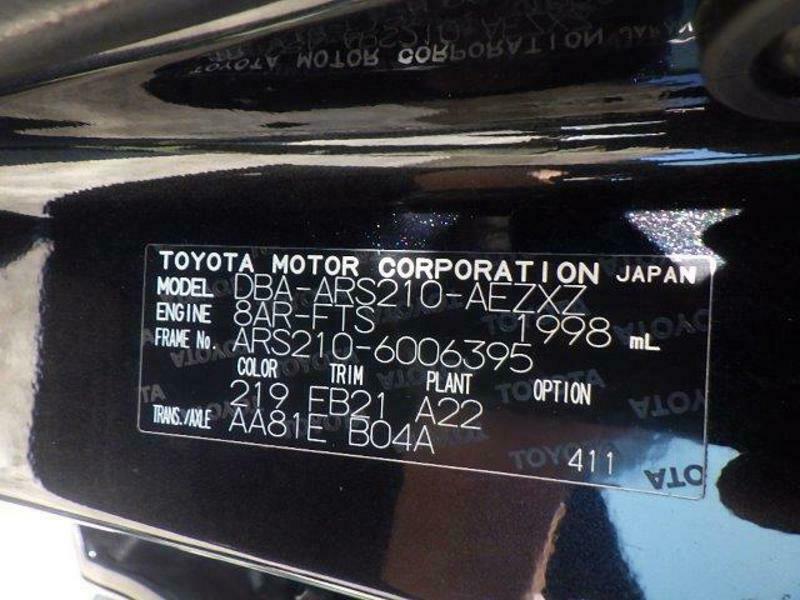 TOYOTA MOTOR CORPORATION JAPAN
MODEL DBA-ARS210-AEZXZ
ENGINE 8AR-FTS 1998 mL
FRAME No. ARS210-6006395
COLOR TRIM PLANT OPTION
219 EB21 A22
TRANS./AXLE AA81E B04A
411